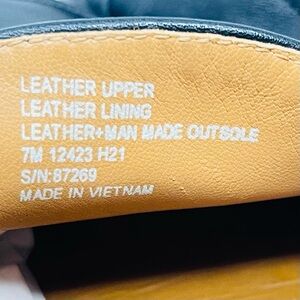 LEATHER UPPER
LEATHER LINING
LEATHER+MAN MADE OUTSOLE
7M 12423 H21
S/N:87269
MADE IN VIETNAM